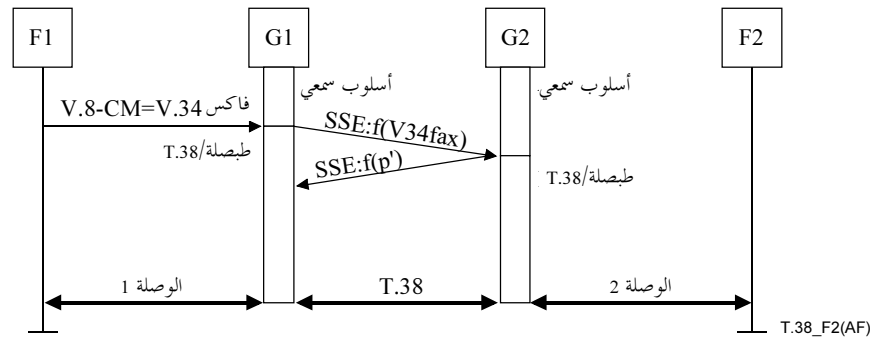 F1
G1
G2
F2
أسلوب سمعي
أسلوب سمعي
V.8-CM=V.34 فاكس
SSE:f(V34fax)
طبصلة/T.38
SSE:f(p')
طبصلة/T.38
الوصلة 1
T.38
الوصلة 2
T.38_F2(AF)